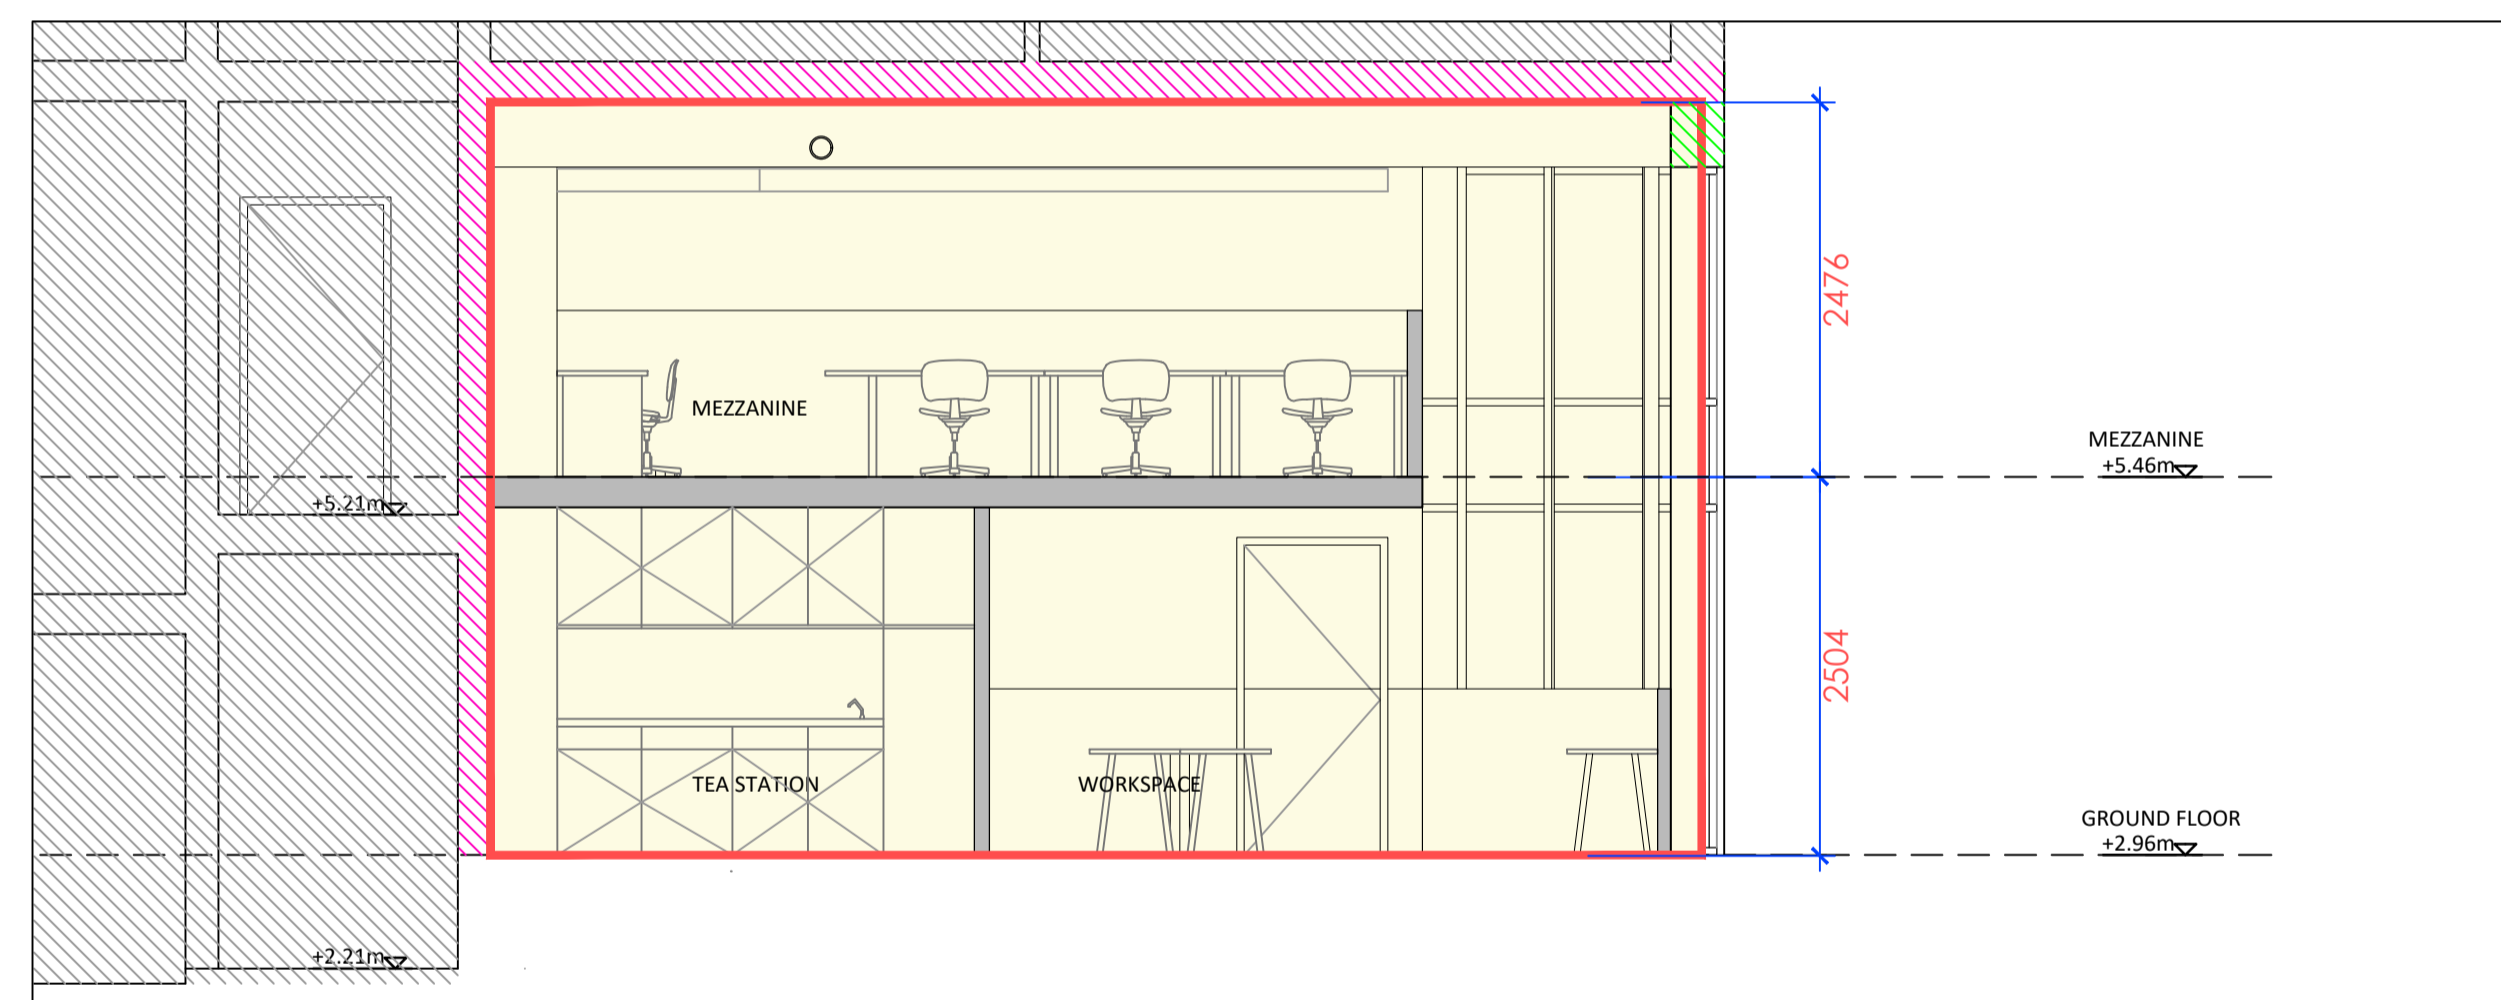 2476
MEZZANINE
MEZZANINE
+5.46m
+5.21m
2504
TEA STATION
WORKSPACE
GROUND FLOOR
+2.96m
+2.21m